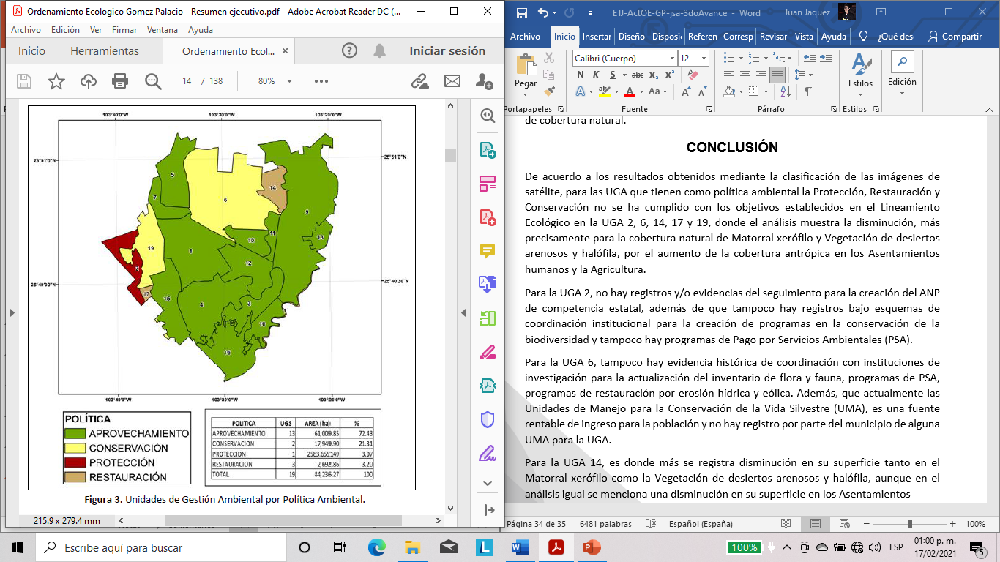 Ordenamiento Ecologico Gomez Palacio - Resumen ejecutivo.pdf - Adobe Acrobat Reader DC (...
Archivo Edición Ver Firmar Ventana Ayuda
Inicio Herramientas Ordenamiento Ecol... Iniciar sesión
14 / 138 80%
103°40'0"W 103°30'0"W 103°20'0"W
25°51'0"N 25°51'0"N
5
14
7
6
9
11
13
18
19
8
12
2
25°40'30"N 25°40'30"N
17
15
4
3
10
16
103°40'0"W 103°30'0"W 103°20'0"W
POLÍTICA
APROVECHAMIENTO
CONSERVACIÓN
PROTECCIÓN
RESTAURACIÓN
POLITICA UGS AREA (ha) %
APROVECHAMIENTO 13 61,009.85 72.43
CONSERVACION 2 17,949.90 21.31
PROTECCION 1 2583.655149 3.07
RESTAURACION 3 2,692.86 3.20
TOTAL 19 84,236.27 100
Figura 3. Unidades de Gestión Ambiental por Política Ambiental.
215.9 x 279.4 mm
ETJ-ActOE-GP-jsa-3doAvance - Word Juan Jaquez
Archivo Inicio Insertar Diseño Disposi Referen Corresp Revisar Vista Ayuda ¿Qué des Compartir
Pegar
Calibri (Cuerpo) 12
N K S abc x₂ x²
A aby A Aa A A
Estilos
Edición
Portapapeles Fuente Párrafo Estilos
de cobertura natural.
CONCLUSIÓN
De acuerdo a los resultados obtenidos mediante la clasificación de las imágenes de
satélite, para las UGA que tienen como política ambiental la Protección, Restauración y
Conservación no se ha cumplido con los objetivos establecidos en el Lineamiento
Ecológico en la UGA 2, 6, 14, 17 y 19, donde el análisis muestra la disminución, más
precisamente para la cobertura natural de Matorral xerófilo y Vegetación de desiertos
arenosos y halófila, por el aumento de la cobertura antrópica en los Asentamientos
humanos y la Agricultura.
Para la UGA 2, no hay registros y/o evidencias del seguimiento para la creación del ANP
de competencia estatal, además de que tampoco hay registros bajo esquemas de
coordinación institucional para la creación de programas en la conservación de la
biodiversidad y tampoco hay programas de Pago por Servicios Ambientales (PSA).
Para la UGA 6, tampoco hay evidencia histórica de coordinación con instituciones de
investigación para la actualización del inventario de flora y fauna, programas de PSA,
programas de restauración por erosión hídrica y eólica. Además, que actualmente las
Unidades de Manejo para la Conservación de la Vida Silvestre (UMA), es una fuente
rentable de ingreso para la población y no hay registro por parte del municipio de alguna
UMA para la UGA.
Para la UGA 14, es donde más se registra disminución en su superficie tanto en el
Matorral xerófilo como la Vegetación de desiertos arenosos y halófila, aunque en el
análisis igual se menciona una disminución en su superficie en los Asentamientos
Página 34 de 35 6481 palabras Español (España) 100%
Escribe aquí para buscar
100% ESP 01:00 p. m.
17/02/2021
5